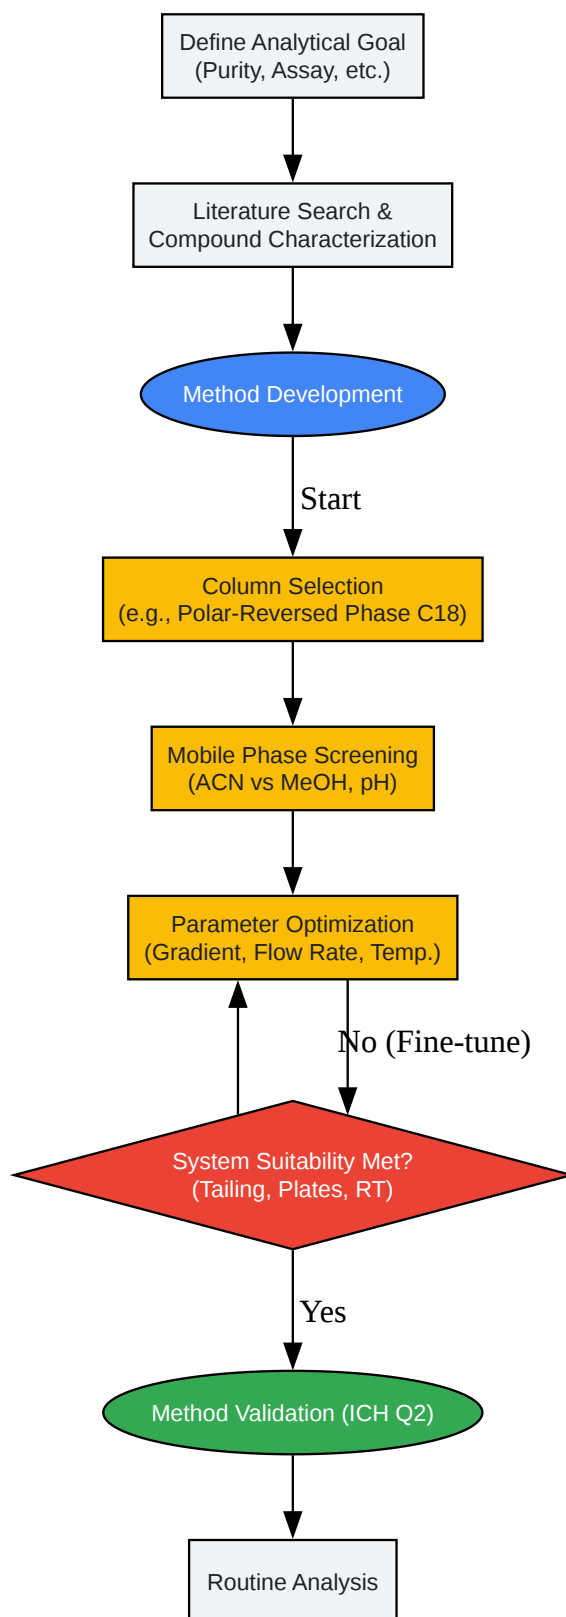 Define Analytical Goal
(Purity, Assay, etc.)
Literature Search &
Compound Characterization
Method Development
Start
Column Selection
(e.g., Polar-Reversed Phase C18)
Mobile Phase Screening
(ACN vs MeOH, pH)
Parameter Optimization
(Gradient, Flow Rate, Temp.)
No (Fine-tune)
System Suitability Met?
(Tailing, Plates, RT)
Yes
Method Validation (ICH Q2)
Routine Analysis